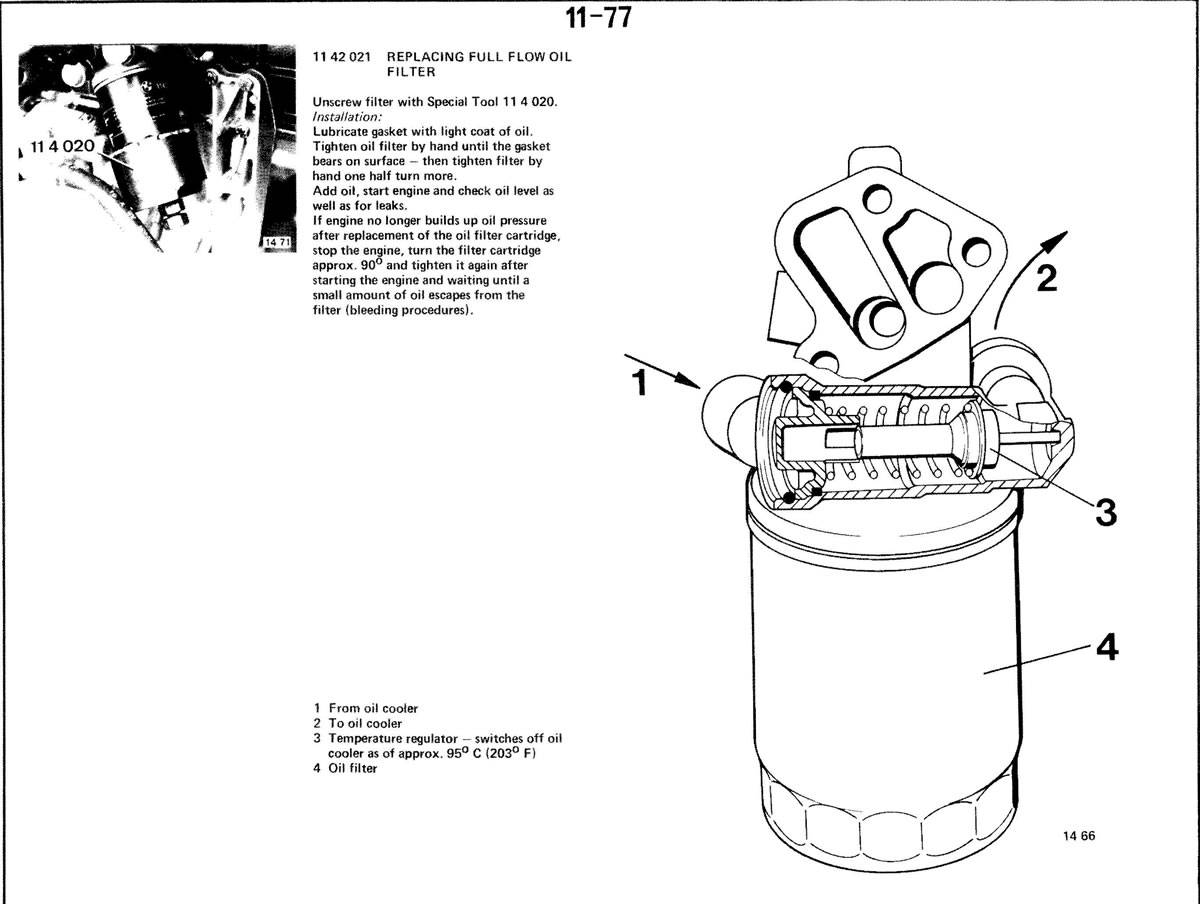 11-77
11 42 021 REPLACING FULL FLOW OIL
FILTER
Unscrew filter with Special Tool 11 4 020.
Installation:
Lubricate gasket with light coat of oil.
Tighten oil filter by hand until the gasket
bears on surface – then tighten filter by
hand one half turn more.
Add oil, start engine and check oil level as
well as for leaks.
If engine no longer builds up oil pressure
after replacement of the oil filter cartridge,
stop the engine, turn the filter cartridge
approx. 90° and tighten it again after
starting the engine and waiting until a
small amount of oil escapes from the
filter (bleeding procedures).
11 4 020
14 71
1
2
3
4
1 From oil cooler
2 To oil cooler
3 Temperature regulator – switches off oil
cooler as of approx. 95° C (203° F)
4 Oil filter
14 66